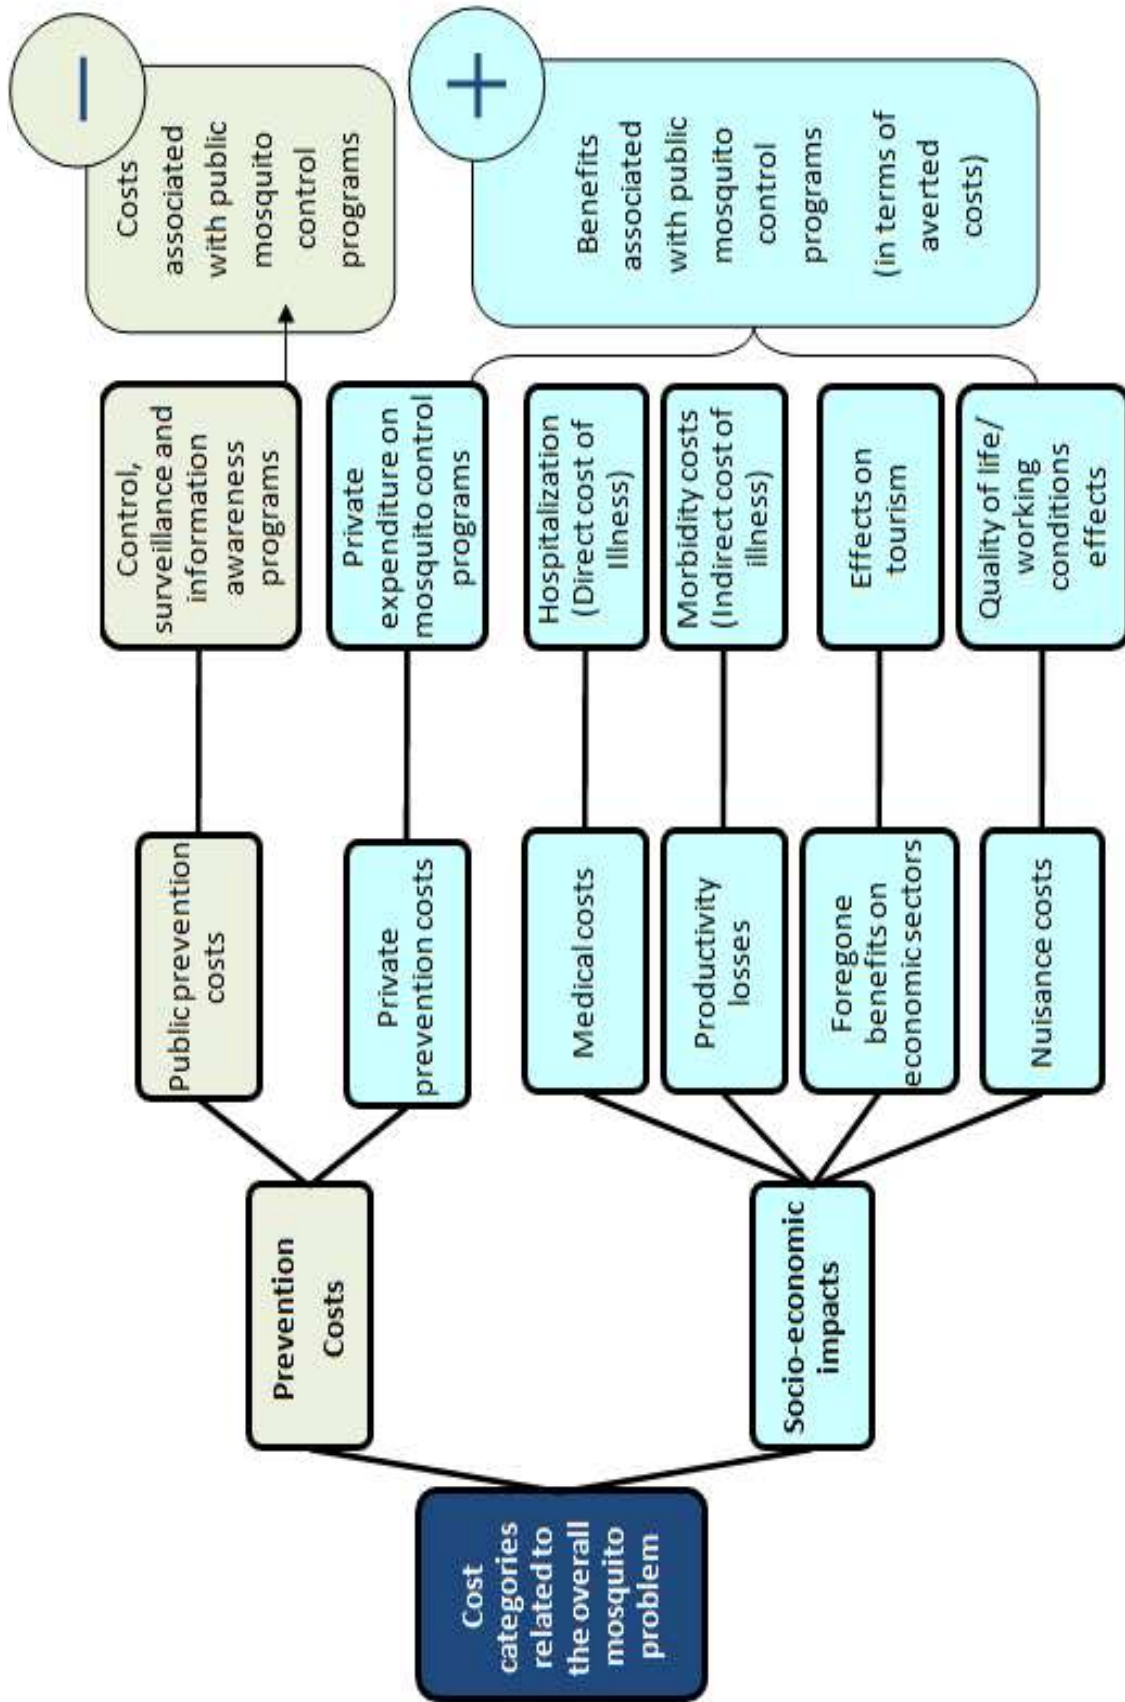 Cost
categories
related to
the overall
mosquito
problem
Prevention
Costs
Socio-economic
impacts
Public prevention
costs
Private
prevention costs
Medical costs
Productivity
losses
Foregone
benefits on
economic sectors
Nuisance costs
Control,
surveillance and
information
awareness
programs
Private
expenditure on
mosquito control
programs
Hospitalization
(Direct cost of
Illness)
Morbidity costs
(Indirect cost of
illness)
Effects on
tourism
Quality of life/
working
conditions
effects
Costs
associated
with public
mosquito
control
programs
−
Benefits
associated
with public
mosquito
control
programs
(in terms of
averted
costs)
+